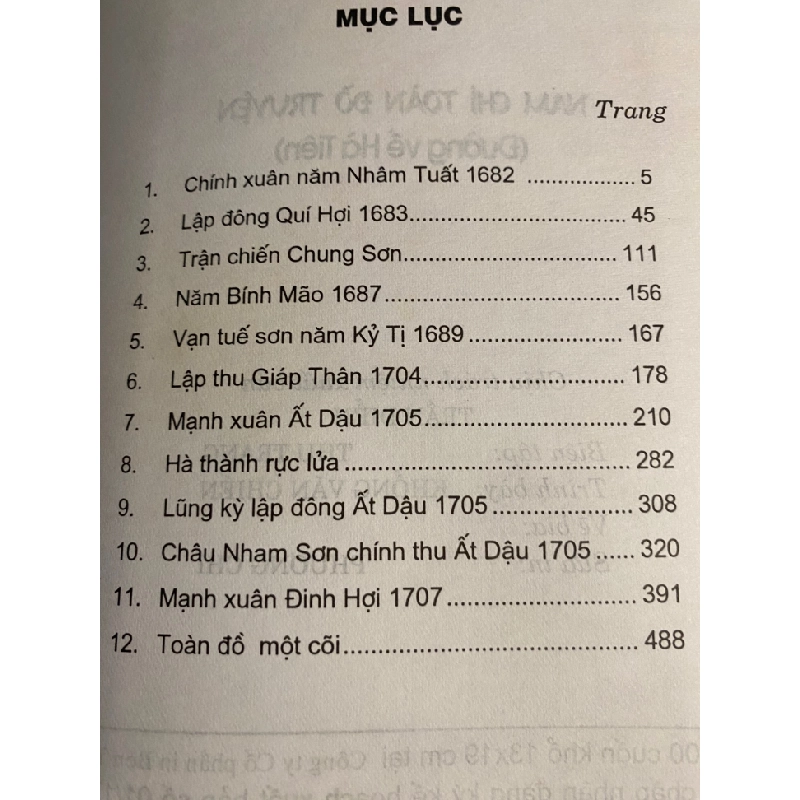 MỤC LỤC
Trang
1. Chính xuân năm Nhâm Tuất 1682 .................. 5
2. Lập đông Quí Hợi 1683.................................... 45
3. Trận chiến Chung Sơn................................... 111
4. Năm Bính Mão 1687....................................... 156
5. Vạn tuế sơn năm Kỷ Tị 1689......................... 167
6. Lập thu Giáp Thân 1704................................. 178
7. Mạnh xuân Ất Dậu 1705................................. 210
8. Hà thành rực lửa.............................................. 282
9. Lũng kỳ lập đông Ất Dậu 1705...................... 308
10. Châu Nham Sơn chính thu Ất Dậu 1705...... 320
11. Mạnh xuân Đinh Hợi 1707............................. 391
12. Toàn đồ một cõi............................................ 488